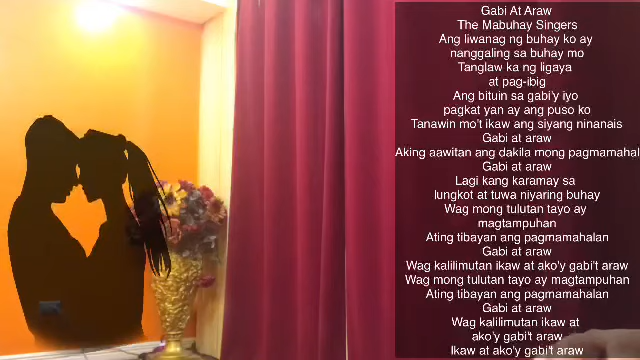 Gabi At Araw
The Mabuhay Singers
Ang liwanag ng buhay ko ay
nanggaling sa buhay mo
Tanglaw ka ng ligaya
at pag-ibig
Ang bituin sa gabi'y iyo
pagkat yan ay ang puso ko
Tanawin mo't ikaw ang siyang ninanais
Gabi at araw
Aking aawitan ang dakila mong pagmamahal
Gabi at araw
Lagi kang karamay sa
lungkot at tuwa niyaring buhay
Wag mong tulutan tayo ay
magtampuhan
Ating tibayan ang pagmamahalan
Gabi at araw
Wag kalilimutan ikaw at ako'y gabi't araw
Wag mong tulutan tayo ay magtampuhan
Ating tibayan ang pagmamahalan
Gabi at araw
Wag kalilimutan ikaw at
ako'y gabi't araw
Ikaw at ako'y gabi't araw